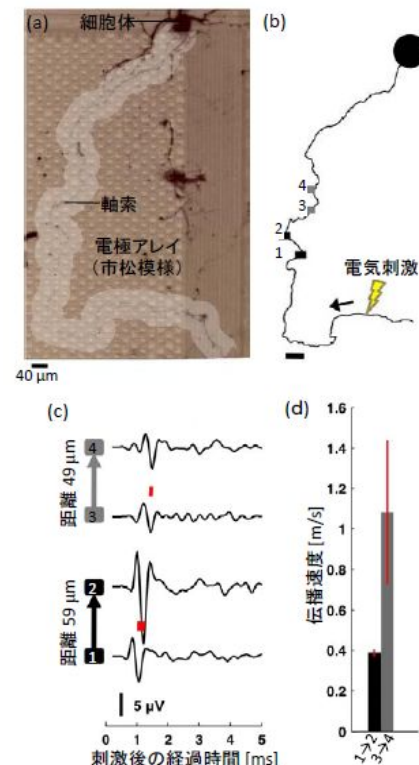 (a)
細胞体
軸索
電極アレイ
(市松模様)
40 μm
(b)
4
3
2
1
電気刺激
(c)
4
距離 49 μm
3
2
距離 59 μm
1
5 μV
0 1 2 3 4 5
刺激後の経過時間 [ms]
(d)
伝播速度 [m/s]
1.6
1.4
1.2
1
0.8
0.6
0.4
0.2
0
1→2
3→4